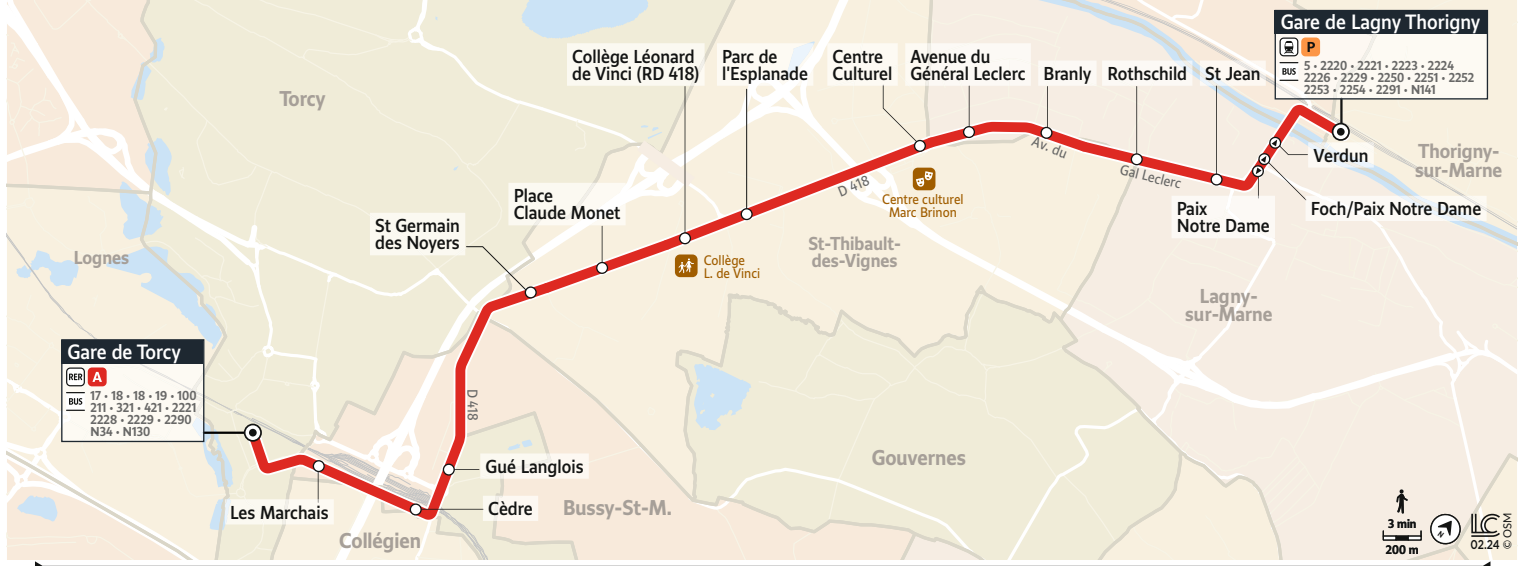 Gare de Lagny Thorigny
P
BUS
5 • 2220 • 2221 • 2223 • 2224
2226 • 2229 • 2250 • 2251 • 2252
2253 • 2254 • 2291 • N141
Collège Léonard
de Vinci (RD 418)
Parc de
l'Esplanade
Centre
Culturel
Avenue du
Général Leclerc
Branly
Rothschild
St Jean
Torcy
Verdun
Thorigny-
sur-Marne
Av. du
Gal Leclerc
D 418
Centre culturel
Marc Brinon
Place
Claude Monet
Paix
Notre Dame
Foch/Paix Notre Dame
St Germain
des Noyers
St-Thibault-
des-Vignes
Lognes
Collège
L. de Vinci
Lagny-
sur-Marne
Gare de Torcy
RER
A
BUS
17 • 18 • 18 • 19 • 100
211 • 321 • 421 • 2221
2228 • 2229 • 2290
N34 • N130
D 418
Gouvernes
Gué Langlois
Les Marchais
Cèdre
Bussy-St-M.
Collégien
3 min
200 m
N
LC
02.24
© OSM